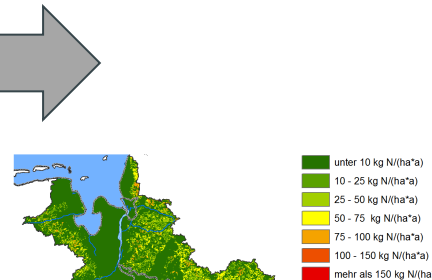 unter 10 kg N/(ha*a)
10 - 25 kg N/(ha*a)
25 - 50 kg N/(ha*a)
50 - 75 kg N/(ha*a)
75 - 100 kg N/(ha*a)
100 - 150 kg N/(ha*a)
mehr als 150 kg N/(ha